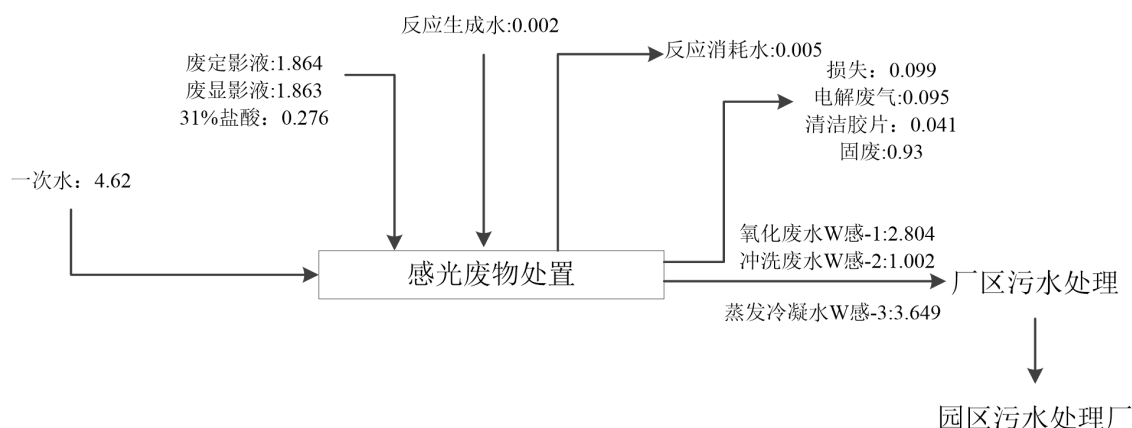 反应生成水:0.002
反应消耗水:0.005
废定影液:1.864
废显影液:1.863
31%盐酸：0.276
损失：0.099
电解废气:0.095
清洁胶片：0.041
固废:0.93
一次水：4.62
感光废物处置
氧化废水W感-1:2.804
冲洗废水W感-2:1.002
蒸发冷凝水W感-3:3.649
厂区污水处理
园区污水处理厂